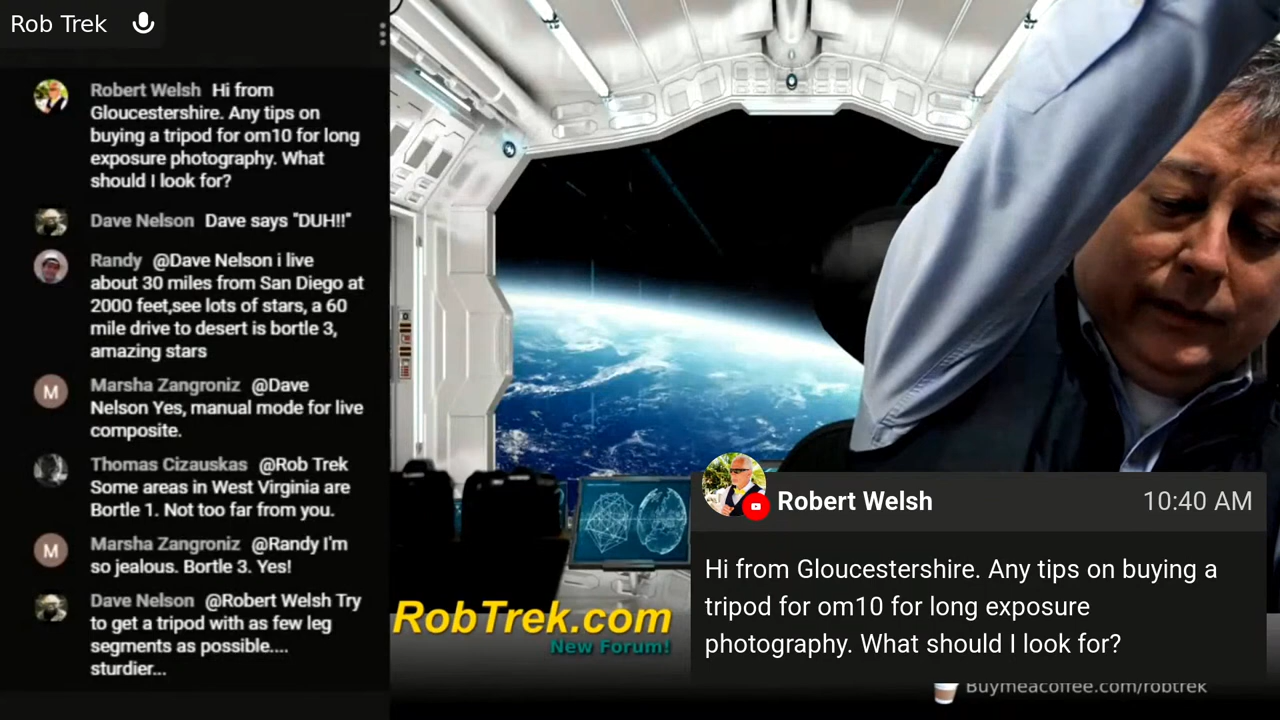 Rob Trek
Robert Welsh Hi from
Gloucestershire. Any tips on
buying a tripod for om10 for long
exposure photography. What
should I look for?
Dave Nelson Dave says "DUH!!"
Randy @Dave Nelson i live
about 30 miles from San Diego at
2000 feet,see lots of stars, a 60
mile drive to desert is bortle 3,
amazing stars
M
Marsha Zangroniz @Dave
Nelson Yes, manual mode for live
composite.
Thomas Cizauskas @Rob Trek
Some areas in West Virginia are
Bortle 1. Not too far from you.
M
Marsha Zangroniz @Randy I'm
so jealous. Bortle 3. Yes!
Dave Nelson @Robert Welsh Try
to get a tripod with as few leg
segments as possible....
sturdier...
RobTrek.com
New Forum!
Robert Welsh 10:40 AM
Hi from Gloucestershire. Any tips on buying a
tripod for om10 for long exposure
photography. What should I look for?
Buymeacoffee.com/robtrek